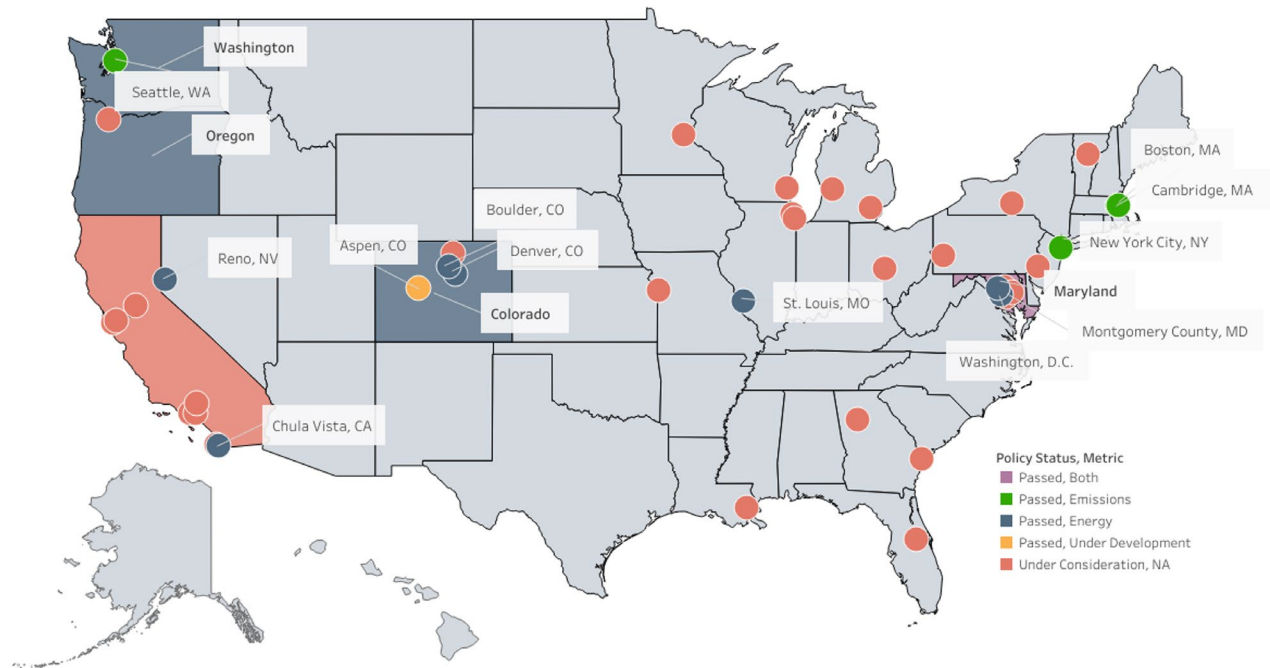 Washington
Seattle, WA
Oregon
Boston, MA
Cambridge, MA
Boulder, CO
Aspen, CO
Denver, CO
New York City, NY
Reno, NV
Maryland
St. Louis, MO
Colorado
Montgomery County, MD
Washington, D.C.
Chula Vista, CA
Policy Status, Metric
Passed, Both
Passed, Emissions
Passed, Energy
Passed, Under Development
Under Consideration, NA